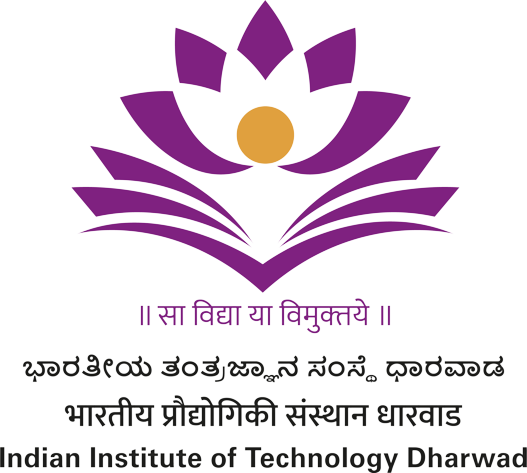 ॥ सा विद्या या विमुक्तये ॥
ಭಾರತೀಯ ತಂತ್ರಜ್ಞಾನ ಸಂಸ್ಥೆ ಧಾರವಾಡ
भारतीय प्रौद्योगिकी संस्थान धारवाड
Indian Institute of Technology Dharwad